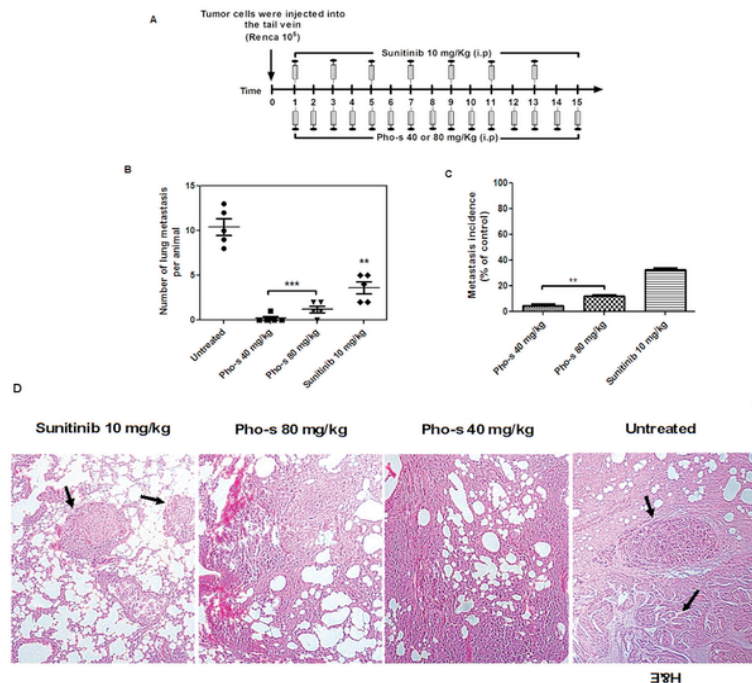 A
Tumor cells were injected into
the tail vein
(Renca 10⁵)
Sunitinib 10 mg/Kg (i.p)
Time
0 1 2 3 4 5 6 7 8 9 10 11 12 13 14 15
Pho-s 40 or 80 mg/Kg (i.p)
B
Number of lung metastasis
per animal
15
10
5
0
***
**
Untreated
Pho-s 40 mg/kg
Pho-s 80 mg/kg
Sunitinib 10 mg/kg
C
Metastasis incidence
(% of control)
100
80
60
40
20
0
**
Pho-s 40 mg/kg
Pho-s 80 mg/kg
Sunitinib 10 mg/kg
D
Sunitinib 10 mg/kg Pho-s 80 mg/kg Pho-s 40 mg/kg Untreated
H&E